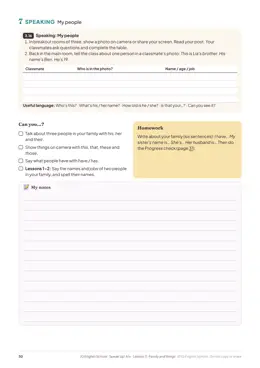 7 SPEAKING My people
Speaking: My people
1. In breakout rooms of three, show a photo on camera or share your screen. Read your post. Your
classmates ask questions and complete the table.
2. Back in the main room, tell the class about one person in a classmate's photo: This is Lia's brother. His
name's Ben. He's 19.
Classmate Who is in the photo? Name / age / job
Useful language: Who's this? What's his / her name? How old is he / she? Is that your...? Can you see it?
Can you...?
Talk about three people in your family with his, her
and their.
Show things on camera with this, that, these and
those.
Say what people have with have / has.
Lessons 1–2: Say the names and jobs of two people
in your family, and spell their names.
Homework
Write about your family (six sentences): I have... My
sister's name is... She's... Her husband is... Then do
the Progress check (page
My notes